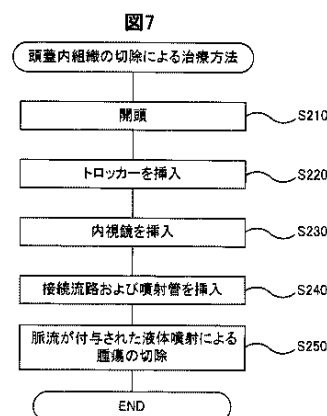 図7
頭蓋内組織の切除による治療方法
開頭
S210
トロッカーを挿入
S220
内視鏡を挿入
S230
接続流路および噴射管を挿入
S240
脈流が付与された液体噴射による
腫瘍の切除
S250
END